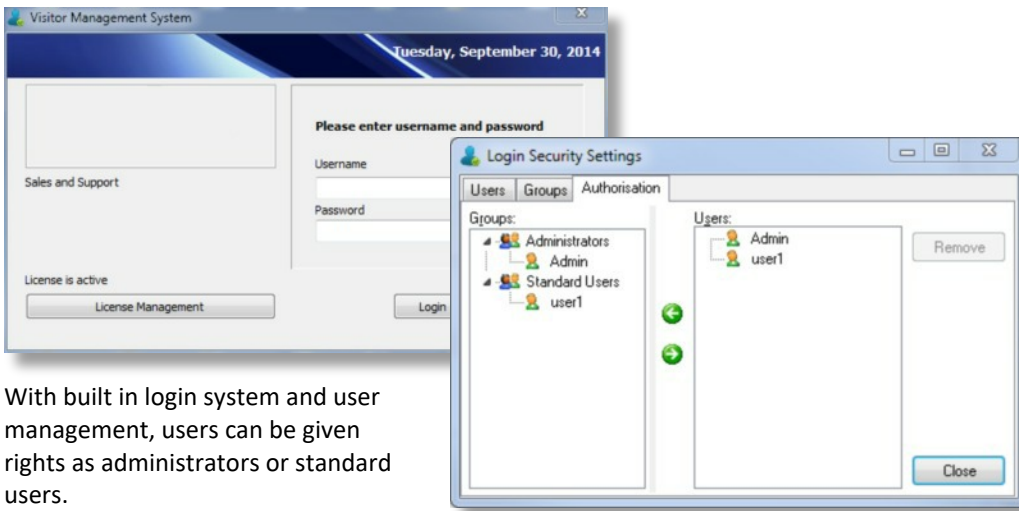 Visitor Management System
Tuesday, September 30, 2014
Please enter username and password
Username
Sales and Support
Password
License is active
License Management
Login
Login Security Settings
Users Groups Authorisation
Groups:
Administrators
Admin
Standard Users
user1
Users:
Admin
user1
Remove
Close
With built in login system and user
management, users can be given
rights as administrators or standard
users.